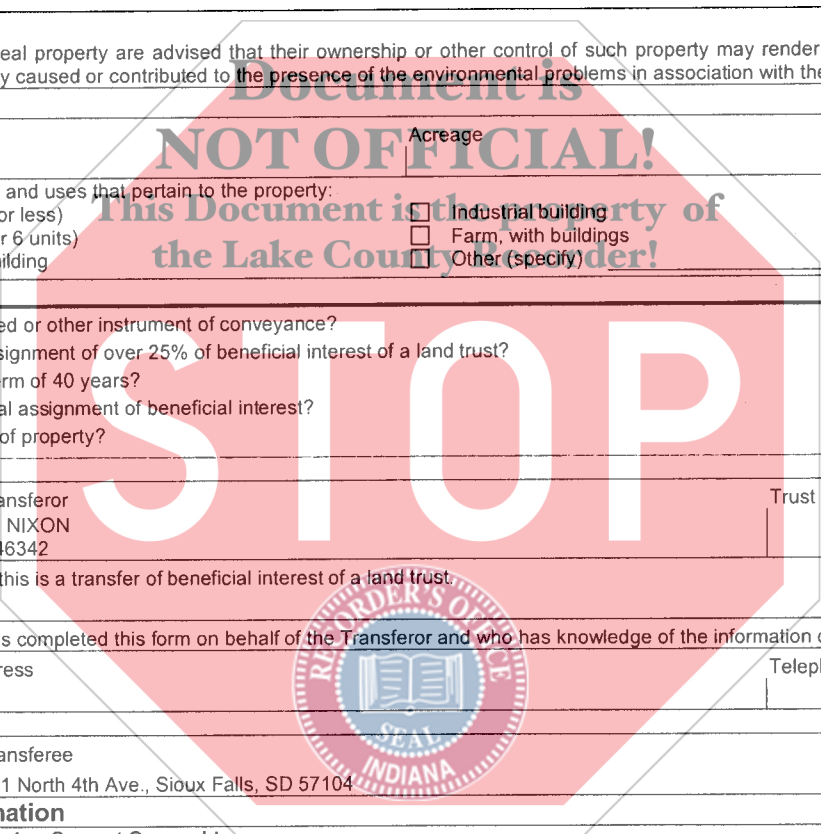 eal property are advised that their ownership or other control of such property may render
y caused or contributed to the presence of the environmental problems in association with the
Document is
NOT OFFICIAL!
Acreage
and uses that pertain to the property:
This Document is the property of
the Lake County Recorder!
or less)
Industrial building
r 6 units)
Farm, with buildings
ilding
Other (specify)
ed or other instrument of conveyance?
signment of over 25% of beneficial interest of a land trust?
erm of 40 years?
al assignment of beneficial interest?
of property?
STOP
ansferor
Trust
NIXON
46342
this is a transfer of beneficial interest of a land trust.
s completed this form on behalf of the Transferor and who has knowledge of the information
ress
Teleph
RECORDER'S OFFICE
SEAL
INDIANA
ansferee
1 North 4th Ave., Sioux Falls, SD 57104
nation